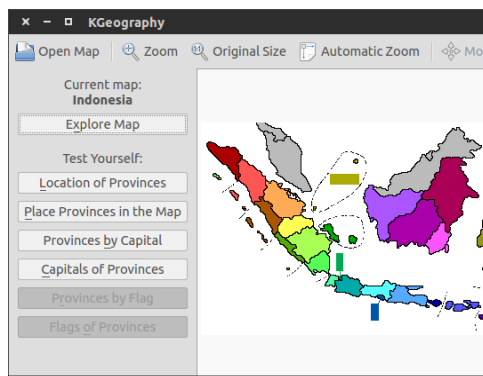 KGeography
Open Map Zoom Original Size Automatic Zoom Mo
Current map:
Indonesia
Explore Map
Test Yourself:
Location of Provinces
Place Provinces in the Map
Provinces by Capital
Capitals of Provinces
Provinces by Flag
Flags of Provinces